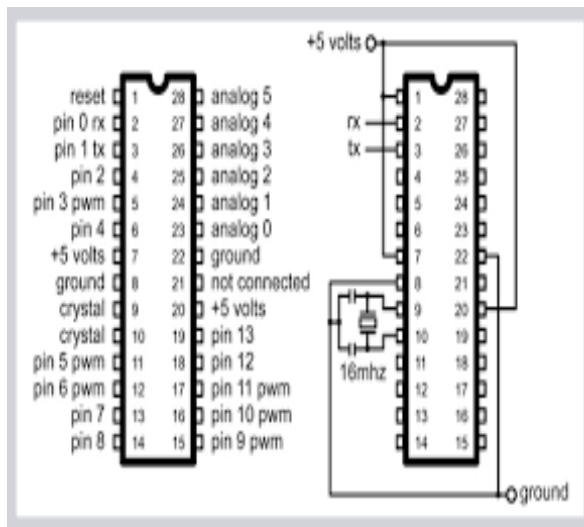 +5 volts
reset 1 28 analog 5
pin 0 rx 2 27 analog 4
pin 1 tx 3 26 analog 3
pin 2 4 25 analog 2
pin 3 pwm 5 24 analog 1
pin 4 6 23 analog 0
+5 volts 7 22 ground
ground 8 21 not connected
crystal 9 20 +5 volts
crystal 10 19 pin 13
pin 5 pwm 11 18 pin 12
pin 6 pwm 12 17 pin 11 pwm
pin 7 13 16 pin 10 pwm
pin 8 14 15 pin 9 pwm
1 28
rx 2 27
tx 3 26
4 25
5 24
6 23
7 22
8 21
9 20
10 19
16mhz 11 18
12 17
13 16
14 15
ground